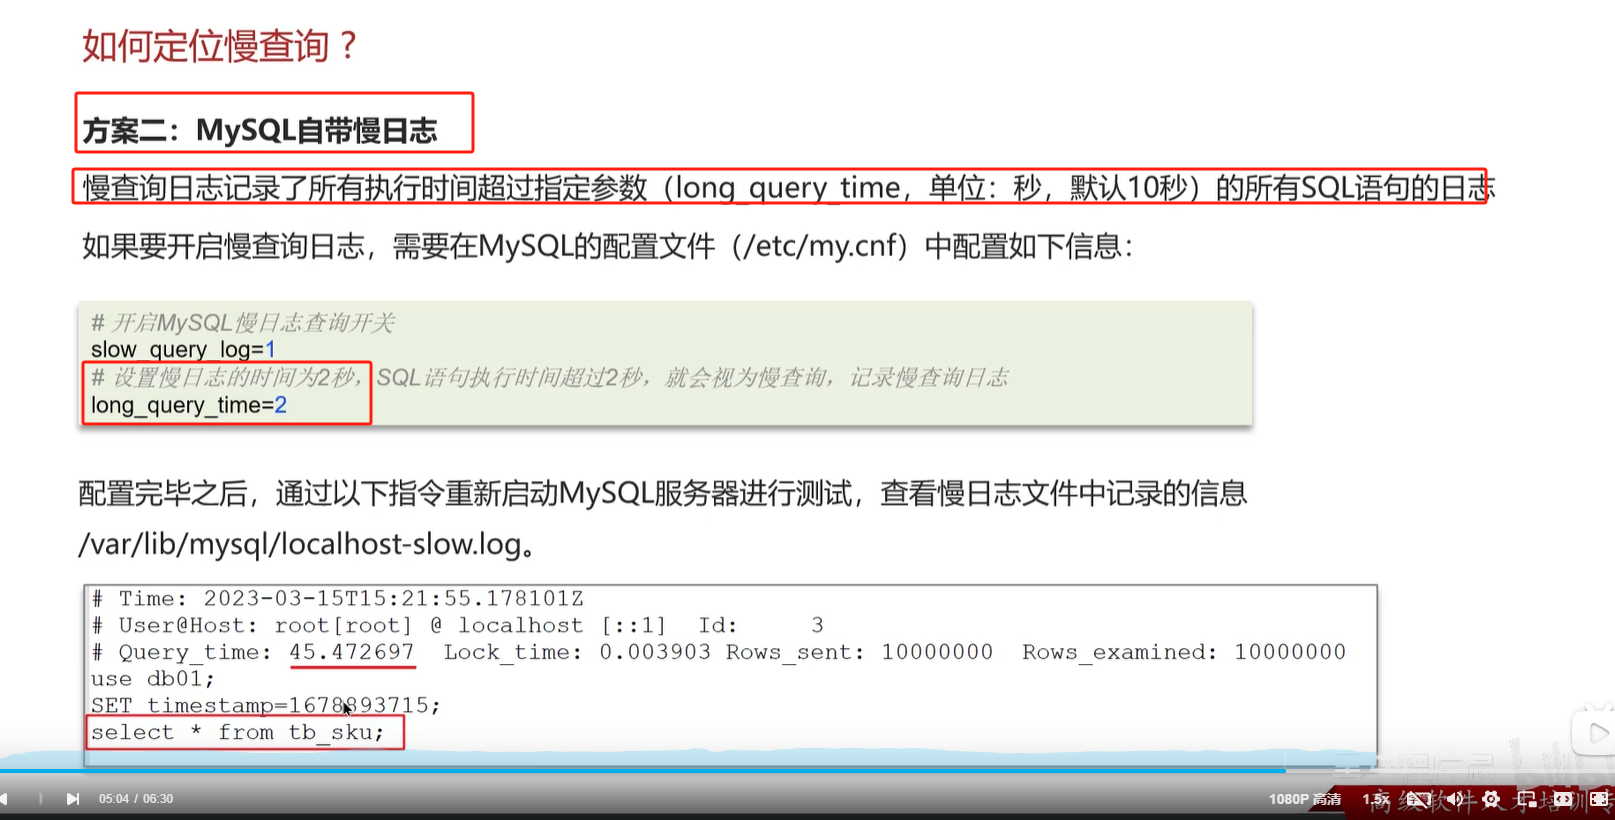 如何定位慢查询？
方案二：MySQL自带慢日志
慢查询日志记录了所有执行时间超过指定参数（long_query_time，单位：秒，默认10秒）的所有SQL语句的日志
如果要开启慢查询日志，需要在MySQL的配置文件（/etc/my.cnf）中配置如下信息：
# 开启MySQL慢日志查询开关
slow_query_log=1
# 设置慢日志的时间为2秒，SQL语句执行时间超过2秒，就会视为慢查询，记录慢查询日志
long_query_time=2
配置完毕之后，通过以下指令重新启动MySQL服务器进行测试，查看慢日志文件中记录的信息
/var/lib/mysql/localhost-slow.log。
# Time: 2023-03-15T15:21:55.178101Z
# User@Host: root[root] @ localhost [::1]  Id:     3
# Query_time: 45.472697  Lock_time: 0.003903 Rows_sent: 10000000  Rows_examined: 10000000
use db01;
SET timestamp=1678893715;
select * from tb_sku;
05:04 / 06:30
1080P 高清
1.5x
高级软件人才培训专